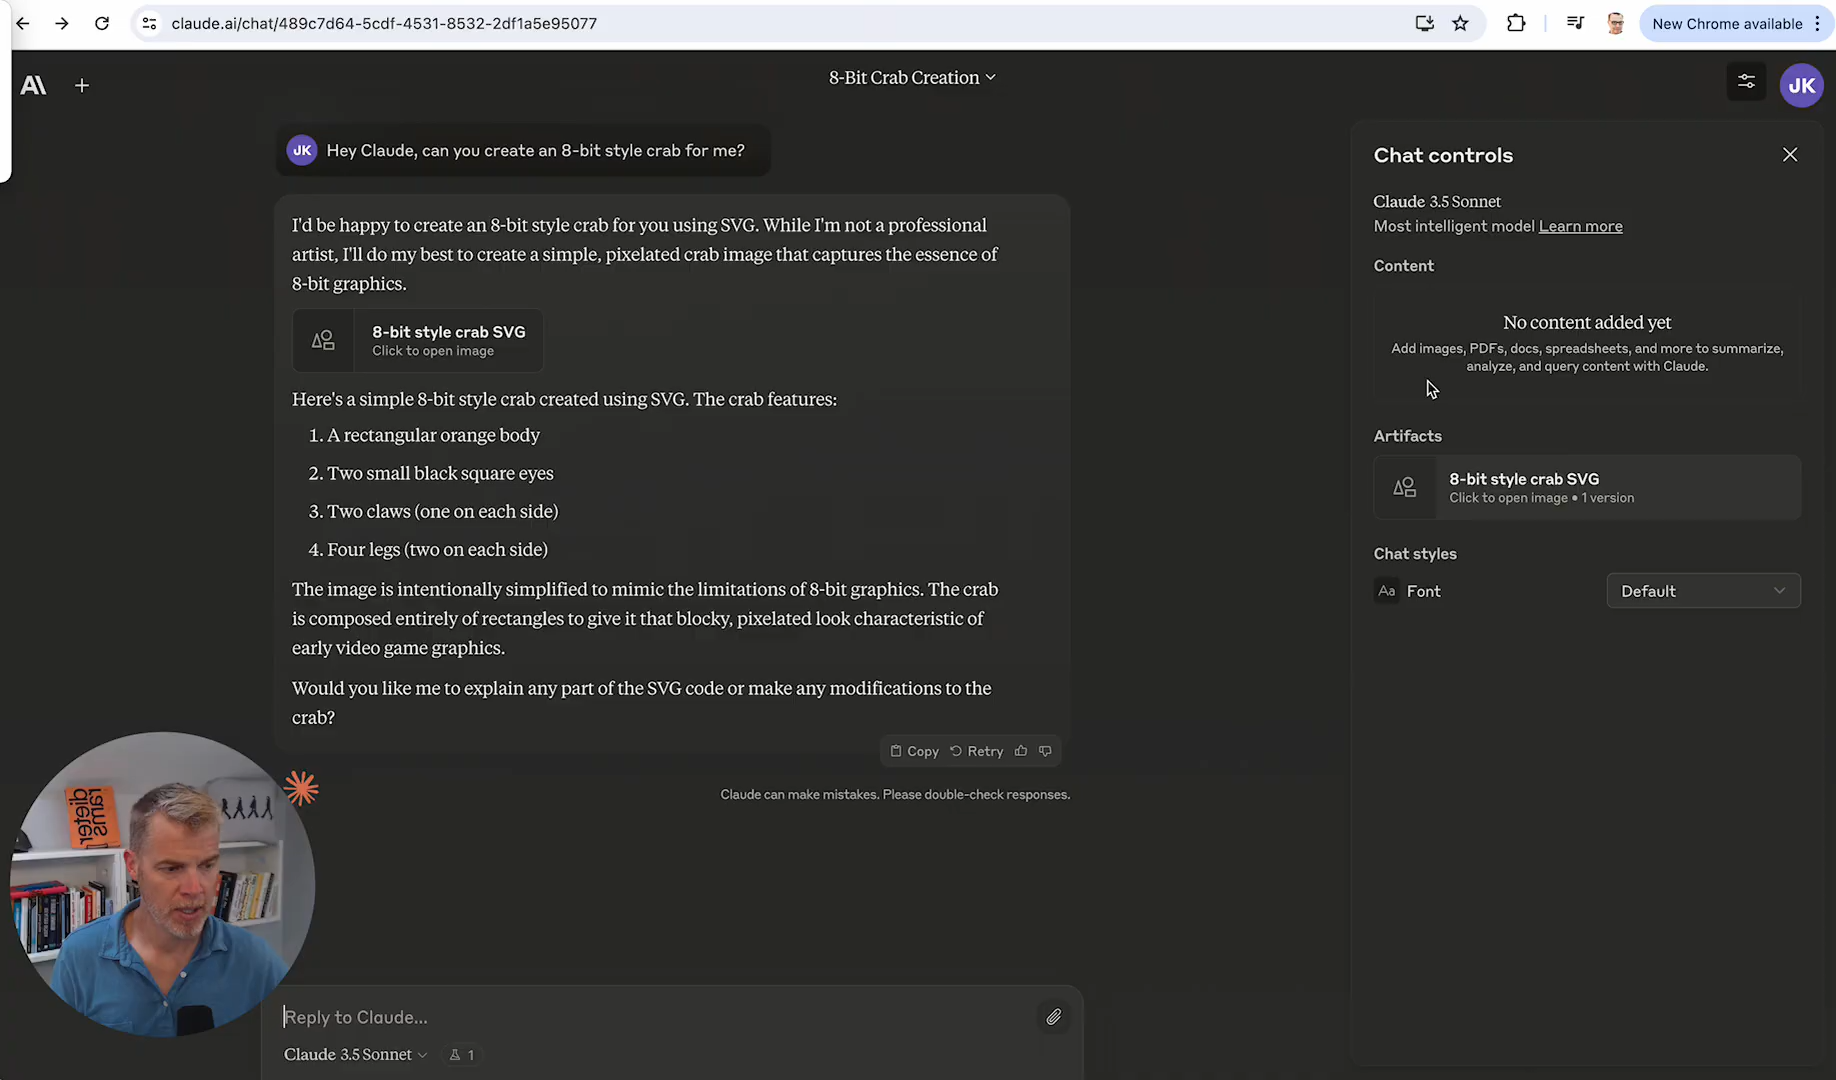 claude.ai/chat/489c7d64-5cdf-4531-8532-2df1a5e95077
New Chrome available
8-Bit Crab Creation
JK
JK Hey Claude, can you create an 8-bit style crab for me?
I'd be happy to create an 8-bit style crab for you using SVG. While I'm not a professional
artist, I'll do my best to create a simple, pixelated crab image that captures the essence of
8-bit graphics.
8-bit style crab SVG
Click to open image
Here's a simple 8-bit style crab created using SVG. The crab features:
1. A rectangular orange body
2. Two small black square eyes
3. Two claws (one on each side)
4. Four legs (two on each side)
The image is intentionally simplified to mimic the limitations of 8-bit graphics. The crab
is composed entirely of rectangles to give it that blocky, pixelated look characteristic of
early video game graphics.
Would you like me to explain any part of the SVG code or make any modifications to the
crab?
Copy Retry
Claude can make mistakes. Please double-check responses.
dieter
rams
Reply to Claude...
Claude 3.5 Sonnet 1
Chat controls
Claude 3.5 Sonnet
Most intelligent model Learn more
Content
No content added yet
Add images, PDFs, docs, spreadsheets, and more to summarize,
analyze, and query content with Claude.
Artifacts
8-bit style crab SVG
Click to open image • 1 version
Chat styles
Aa Font Default